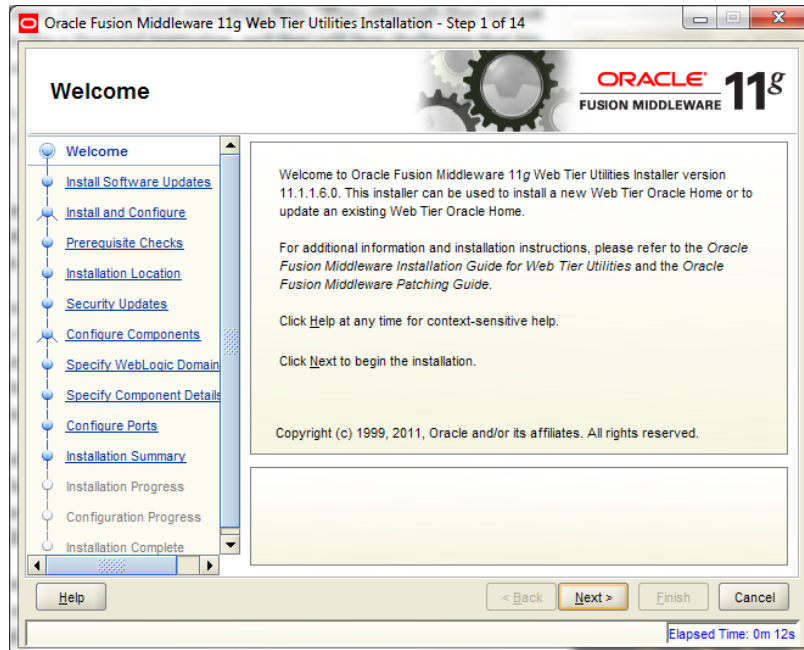 Oracle Fusion Middleware 11g Web Tier Utilities Installation - Step 1 of 14
Welcome
ORACLE
FUSION MIDDLEWARE 11g
Welcome
Install Software Updates
Install and Configure
Prerequisite Checks
Installation Location
Security Updates
Configure Components
Specify WebLogic Domain
Specify Component Details
Configure Ports
Installation Summary
Installation Progress
Configuration Progress
Installation Complete
Welcome to Oracle Fusion Middleware 11g Web Tier Utilities Installer version
11.1.1.6.0. This installer can be used to install a new Web Tier Oracle Home or to
update an existing Web Tier Oracle Home.
For additional information and installation instructions, please refer to the Oracle
Fusion Middleware Installation Guide for Web Tier Utilities and the Oracle
Fusion Middleware Patching Guide.
Click Help at any time for context-sensitive help.
Click Next to begin the installation.
Copyright (c) 1999, 2011, Oracle and/or its affiliates. All rights reserved.
Help
< Back
Next >
Finish
Cancel
Elapsed Time: 0m 12s